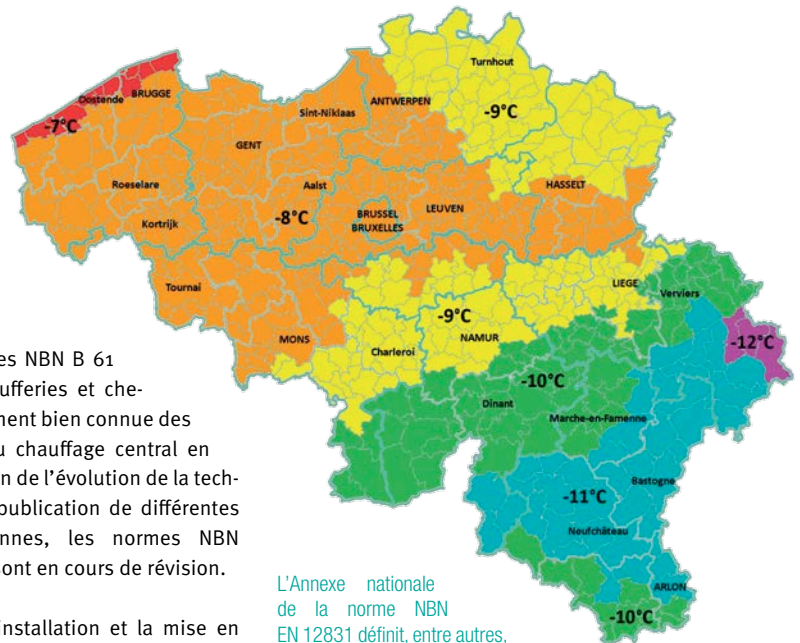 Turnhout
Oostende
BRUGGE
-7°C
Sint-Niklaas
ANTWERPEN
-9°C
GENT
Roeselare
Aalst
HASSELT
-8°C
BRUSSEL
BRUXELLES
LEUVEN
Kortrijk
Tournai
LIEGE
Verviers
MONS
-9°C
NAMUR
Charleroi
-12°C
-10°C
Dinant
Marche-en-Famenne
Bastogne
-11°C
Neufchâteau
ARLON
-10°C
es NBN B 61
ufferies et che-
ment bien connue des
u chauffage central en
n de l’évolution de la tech-
publication de différentes
nnes, les normes NBN
sont en cours de révision.
installation et la mise en
L’Annexe nationale
de la norme NBN
EN 12831 définit, entre autres,